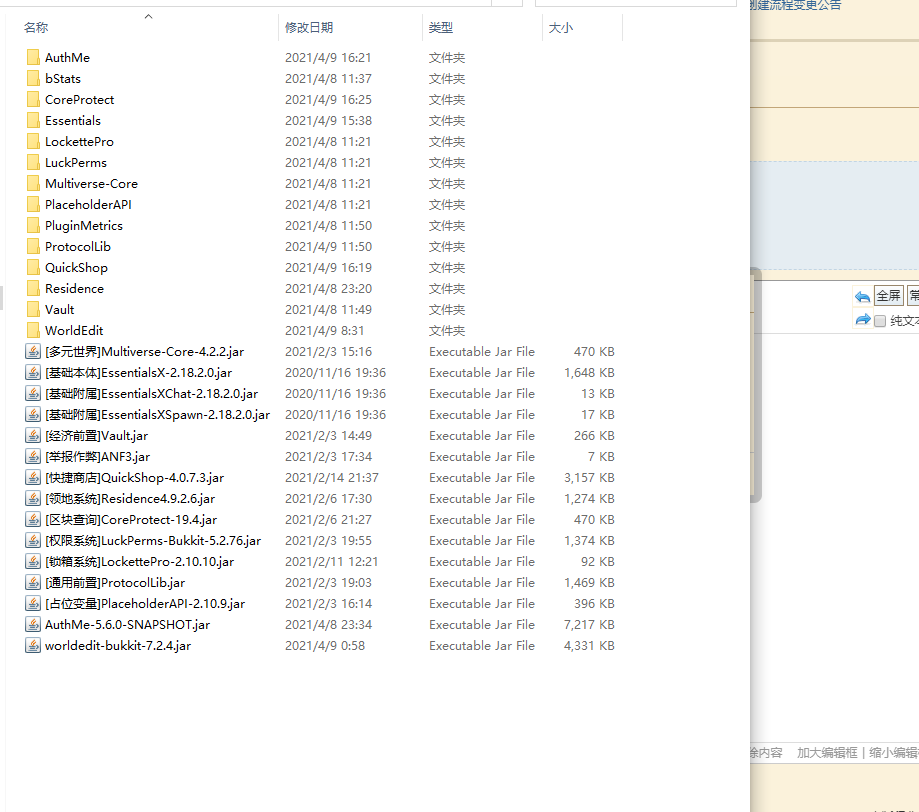 创建流程变更公告
名称 修改日期 类型 大小
AuthMe 2021/4/9 16:21 文件夹
bStats 2021/4/8 11:37 文件夹
CoreProtect 2021/4/9 16:25 文件夹
Essentials 2021/4/9 15:38 文件夹
LockettePro 2021/4/8 11:21 文件夹
LuckPerms 2021/4/8 11:21 文件夹
Multiverse-Core 2021/4/8 11:21 文件夹
PlaceholderAPI 2021/4/8 11:21 文件夹
PluginMetrics 2021/4/8 11:50 文件夹
ProtocolLib 2021/4/9 11:50 文件夹
QuickShop 2021/4/9 16:19 文件夹
Residence 2021/4/8 23:20 文件夹
Vault 2021/4/8 11:49 文件夹
WorldEdit 2021/4/9 8:31 文件夹
[多元世界]Multiverse-Core-4.2.2.jar 2021/2/3 15:16 Executable Jar File 470 KB
[基础本体]EssentialsX-2.18.2.0.jar 2020/11/16 19:36 Executable Jar File 1,648 KB
[基础附属]EssentialsXChat-2.18.2.0.jar 2020/11/16 19:36 Executable Jar File 13 KB
[基础附属]EssentialsXSpawn-2.18.2.0.jar 2020/11/16 19:36 Executable Jar File 17 KB
[经济前置]Vault.jar 2021/2/3 14:49 Executable Jar File 266 KB
[举报作弊]ANF3.jar 2021/2/3 17:34 Executable Jar File 7 KB
[快捷商店]QuickShop-4.0.7.3.jar 2021/2/14 21:37 Executable Jar File 3,157 KB
[领地系统]Residence4.9.2.6.jar 2021/2/6 17:30 Executable Jar File 1,274 KB
[区块查询]CoreProtect-19.4.jar 2021/2/6 21:27 Executable Jar File 470 KB
[权限系统]LuckPerms-Bukkit-5.2.76.jar 2021/2/3 19:55 Executable Jar File 1,374 KB
[锁箱系统]LockettePro-2.10.10.jar 2021/2/11 12:21 Executable Jar File 92 KB
[通用前置]ProtocolLib.jar 2021/2/3 19:03 Executable Jar File 1,469 KB
[占位变量]PlaceholderAPI-2.10.9.jar 2021/2/3 16:14 Executable Jar File 396 KB
AuthMe-5.6.0-SNAPSHOT.jar 2021/4/8 23:34 Executable Jar File 7,217 KB
worldedit-bukkit-7.2.4.jar 2021/4/9 0:58 Executable Jar File 4,331 KB
全屏 常
纯文本
除内容 加大编辑框 | 缩小编辑